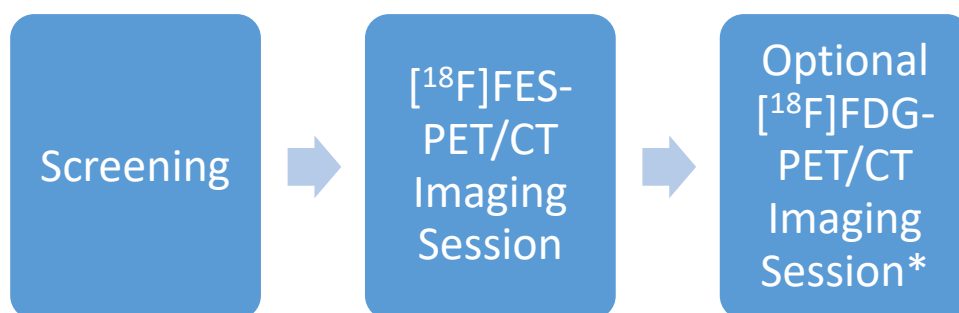 Screening
[¹⁸F]FES-
PET/CT
Imaging
Session
Optional
[¹⁸F]FDG-
PET/CT
Imaging
Session*